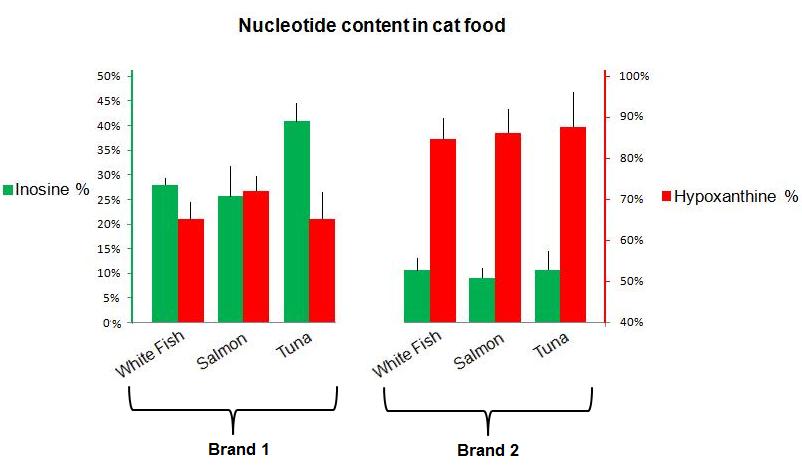 Nucleotide content in cat food
50%
45%
40%
35%
30%
25%
20%
15%
10%
5%
0%
Inosine %
100%
90%
80%
70%
60%
50%
40%
Hypoxanthine %
White Fish
Salmon
Tuna
White Fish
Salmon
Tuna
Brand 1
Brand 2